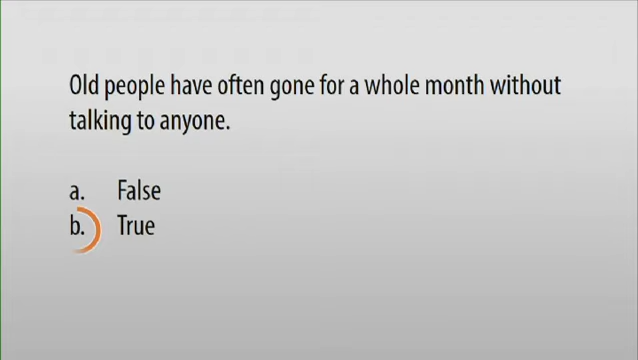 Old people have often gone for a whole month without
talking to anyone.
a. False
b. True